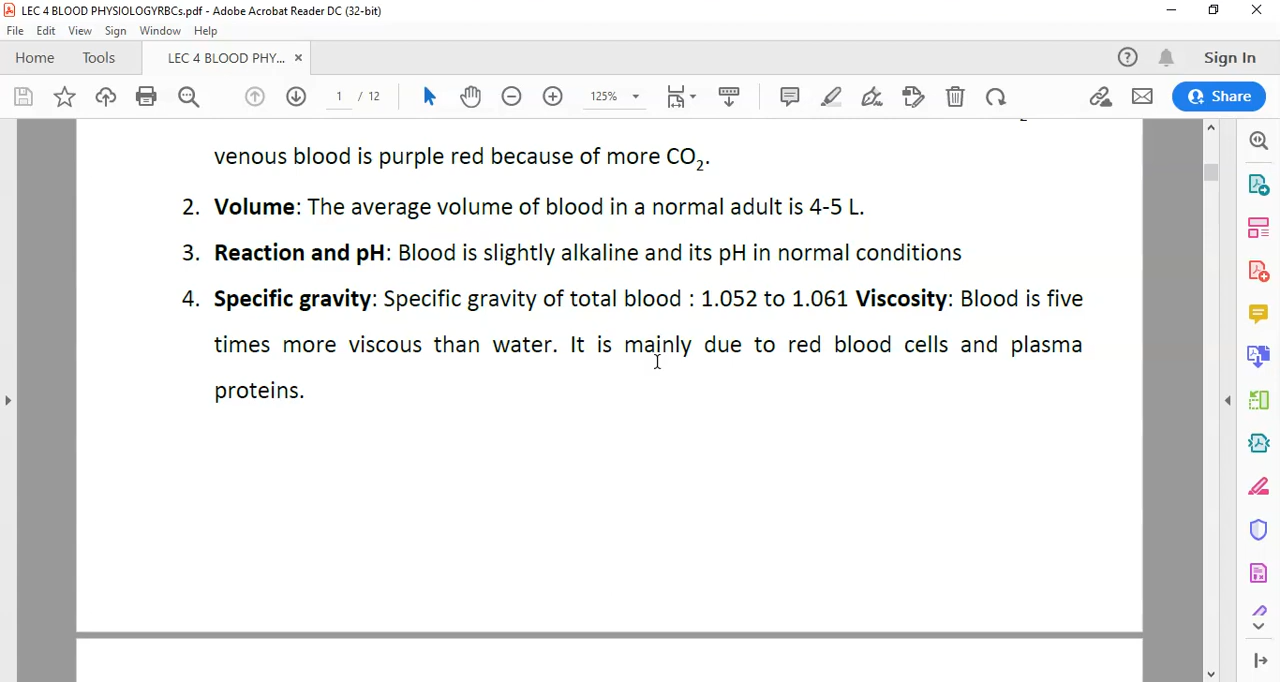 LEC 4 BLOOD PHYSIOLOGYRBCs.pdf - Adobe Acrobat Reader DC (32-bit)
File Edit View Sign Window Help
Home Tools LEC 4 BLOOD PHY... × Sign In
1 / 12 125% Share
venous blood is purple red because of more CO₂.
2. Volume: The average volume of blood in a normal adult is 4-5 L.
3. Reaction and pH: Blood is slightly alkaline and its pH in normal conditions
4. Specific gravity: Specific gravity of total blood : 1.052 to 1.061 Viscosity: Blood is five
times more viscous than water. It is mainly due to red blood cells and plasma
proteins.